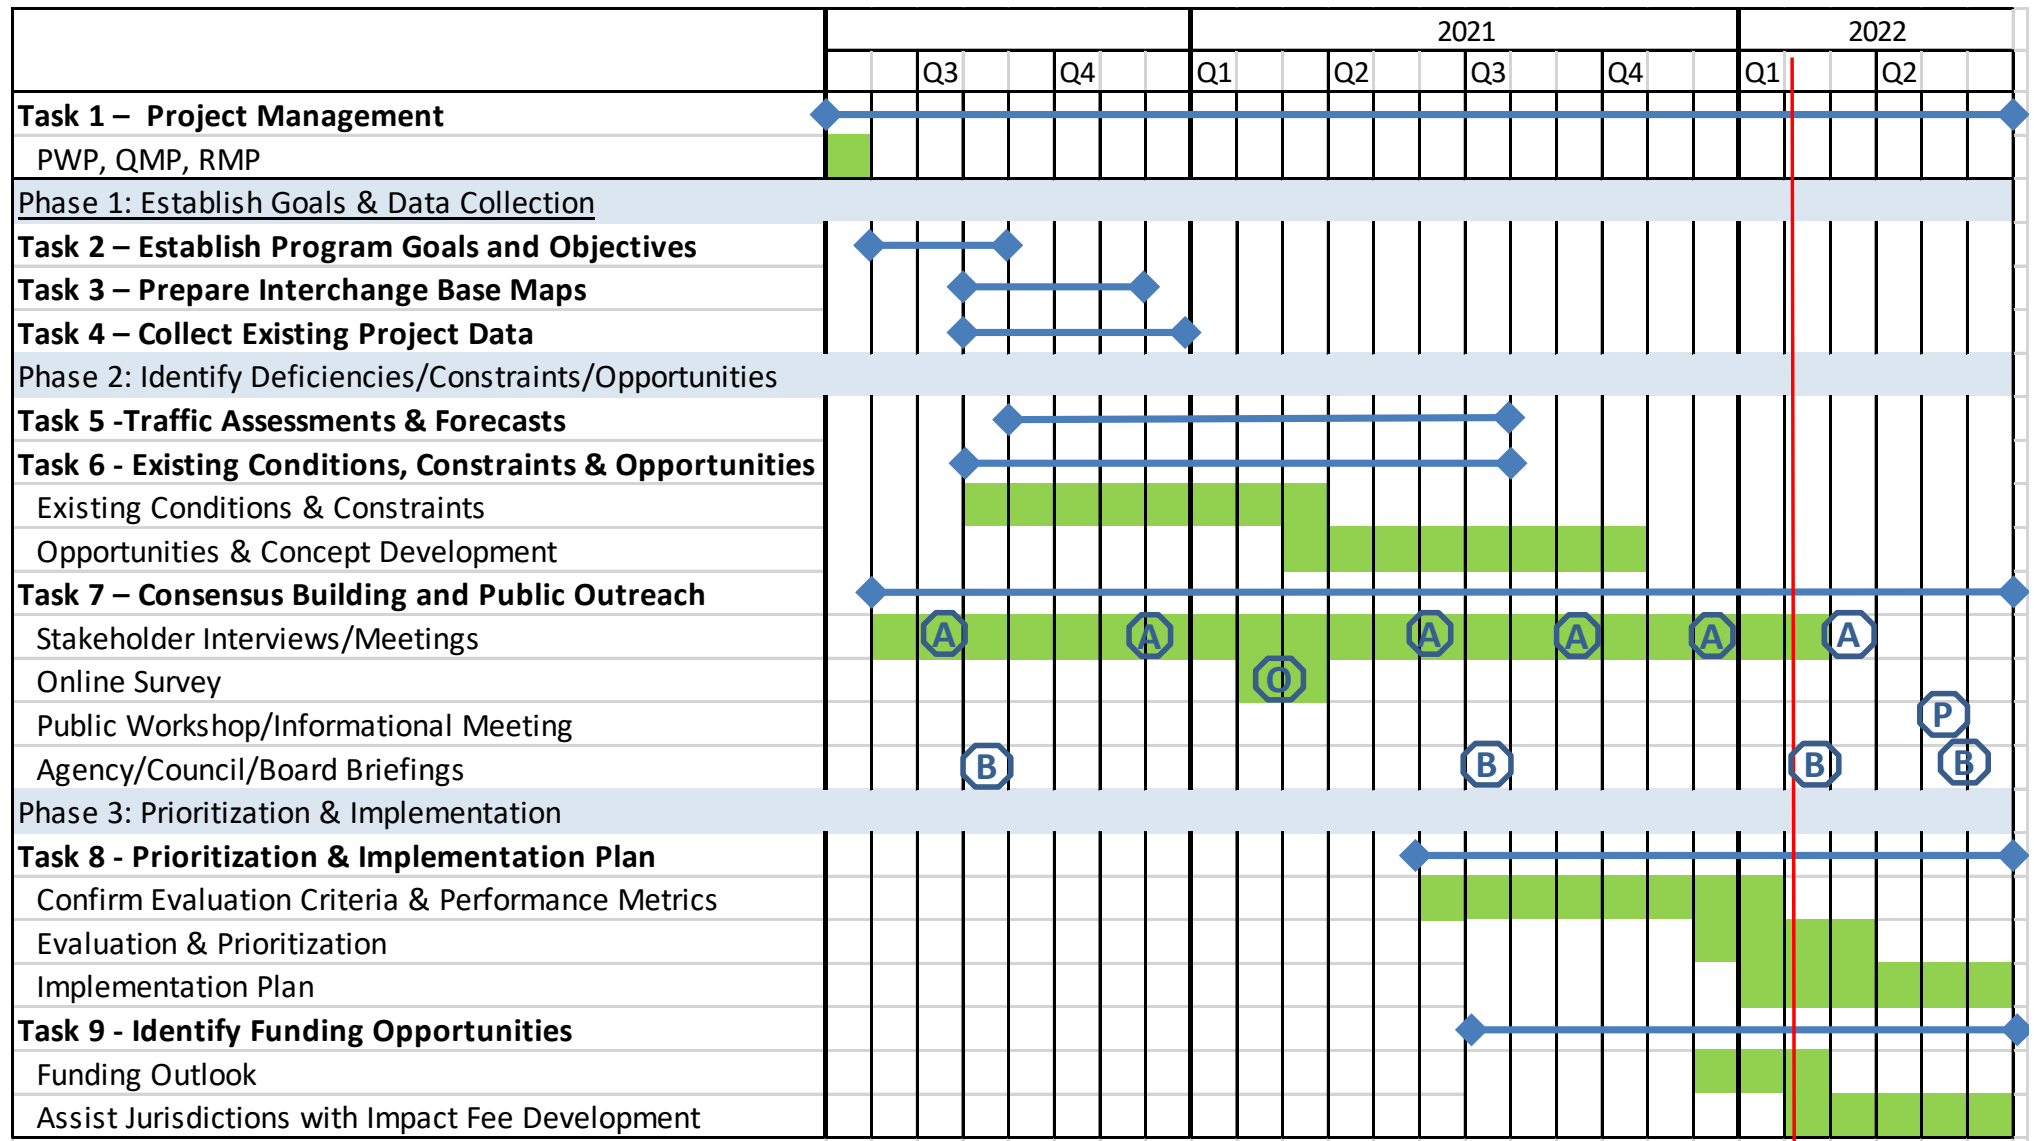 2021 2022
Q3 Q4 Q1 Q2 Q3 Q4 Q1 Q2
Task 1 – Project Management
PWP, QMP, RMP
Phase 1: Establish Goals & Data Collection
Task 2 – Establish Program Goals and Objectives
Task 3 – Prepare Interchange Base Maps
Task 4 – Collect Existing Project Data
Phase 2: Identify Deficiencies/Constraints/Opportunities
Task 5 -Traffic Assessments & Forecasts
Task 6 - Existing Conditions, Constraints & Opportunities
Existing Conditions & Constraints
Opportunities & Concept Development
Task 7 – Consensus Building and Public Outreach
Stakeholder Interviews/Meetings A A A A A A
Online Survey O
Public Workshop/Informational Meeting P
Agency/Council/Board Briefings B B B B
Phase 3: Prioritization & Implementation
Task 8 - Prioritization & Implementation Plan
Confirm Evaluation Criteria & Performance Metrics
Evaluation & Prioritization
Implementation Plan
Task 9 - Identify Funding Opportunities
Funding Outlook
Assist Jurisdictions with Impact Fee Development